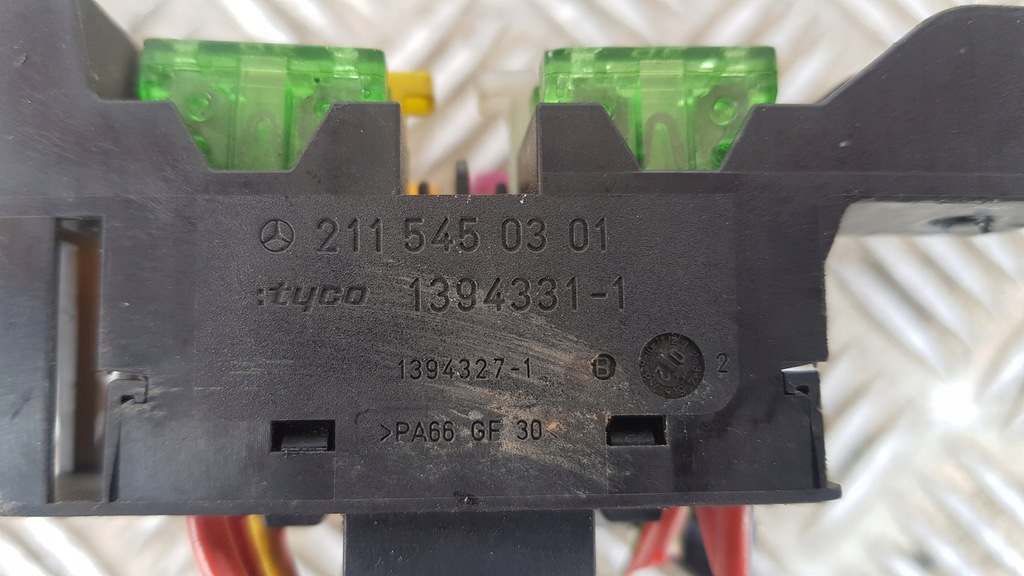 211 545 03 01
:tyco 1394331-1
1394327-1 B 2
>PA66 GF 30<